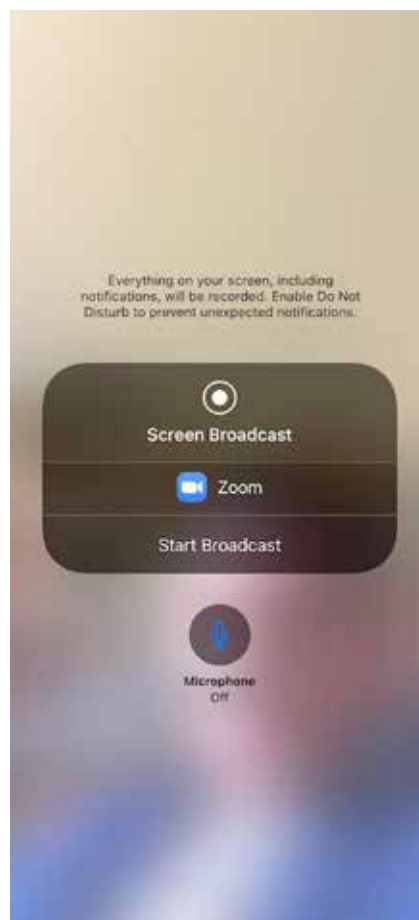 Everything on your screen, including
notifications, will be recorded. Enable Do Not
Disturb to prevent unexpected notifications.
Screen Broadcast
Zoom
Start Broadcast
Microphone
Off